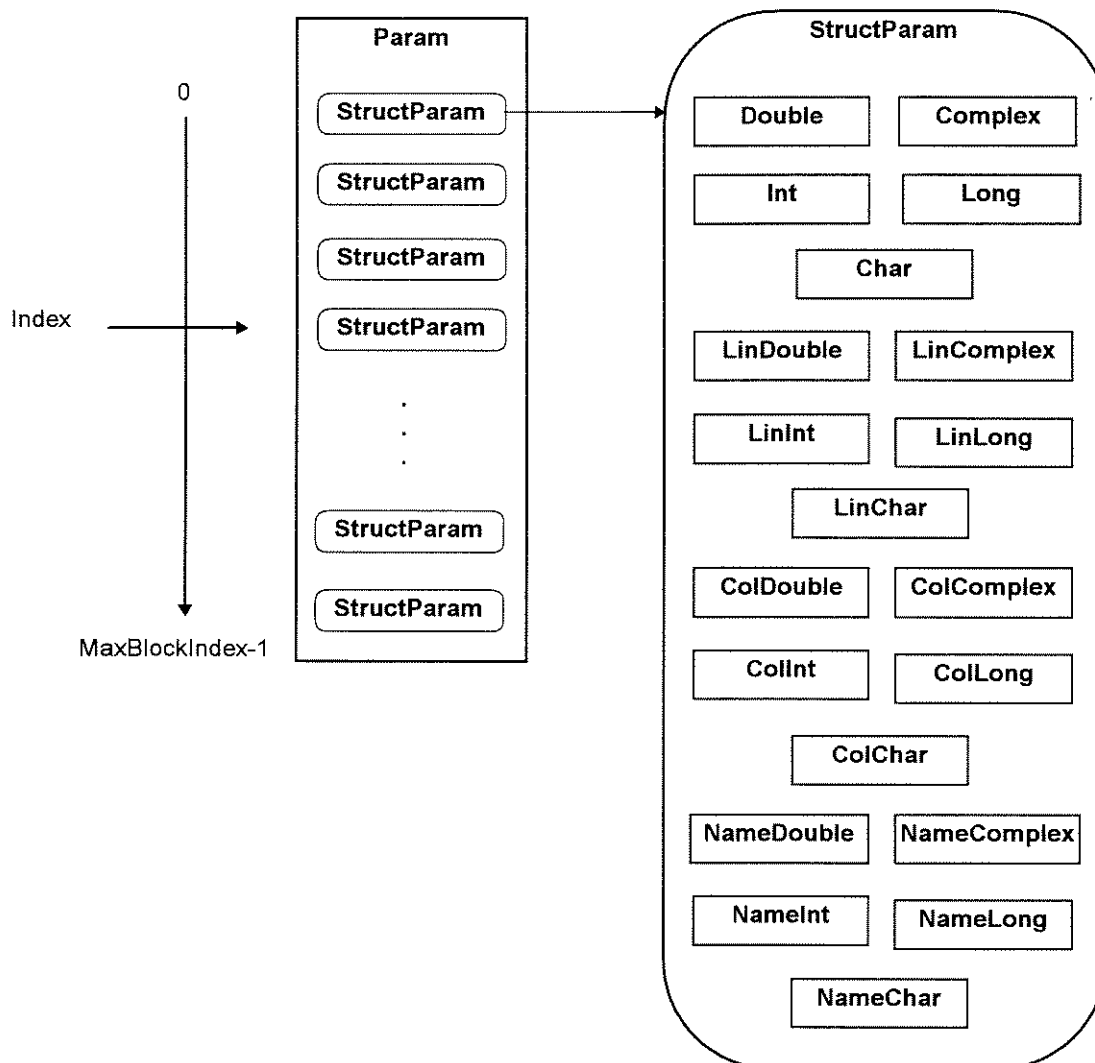 Param
0
StructParam
StructParam
StructParam
Index
StructParam
.
.
.
StructParam
StructParam
MaxBlockIndex-1
StructParam
Double Complex
Int Long
Char
LinDouble LinComplex
LinInt LinLong
LinChar
ColDouble ColComplex
ColInt ColLong
ColChar
NameDouble NameComplex
NameInt NameLong
NameChar